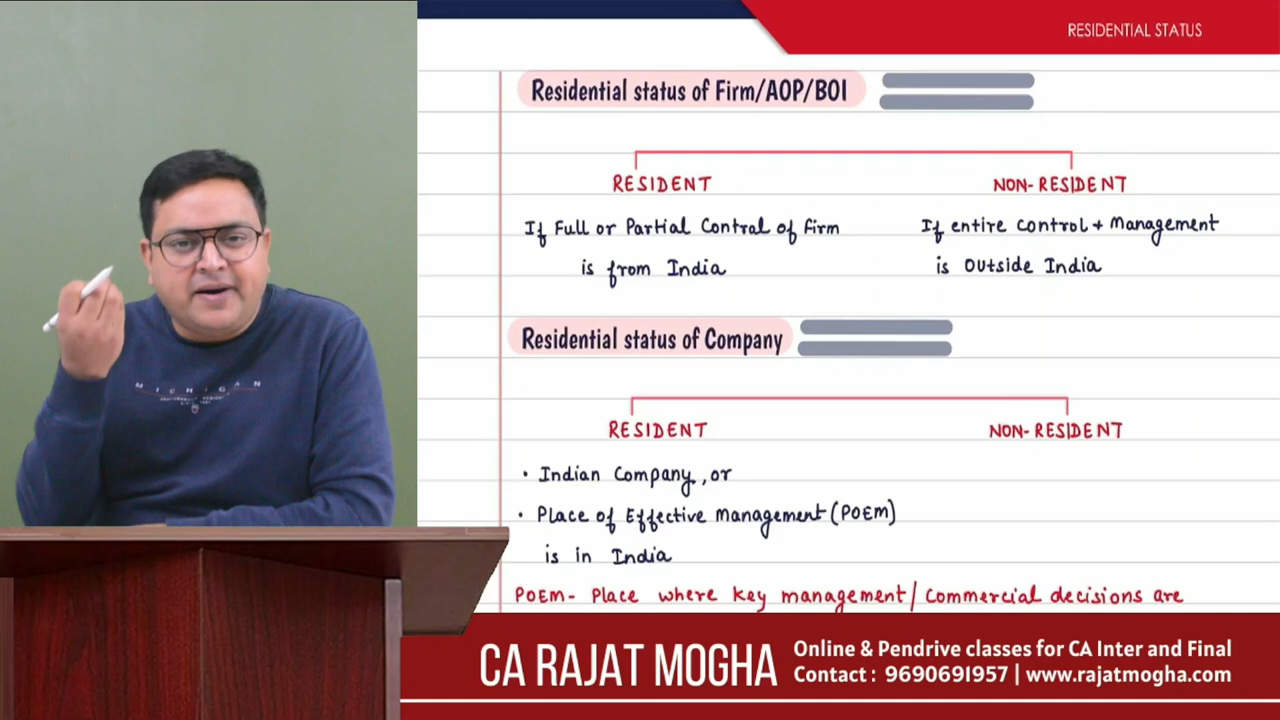 RESIDENTIAL STATUS
Residential status of Firm/AOP/BOI
RESIDENT
NON-RESIDENT
If Full or Partial Control of firm
is from India
If entire control + Management
is outside India
Residential status of Company
RESIDENT
NON-RESIDENT
• Indian Company, or
• Place of Effective Management (POEM)
is in India
POEM- Place where key management/Commercial decisions are
MICHIGAN
CA RAJAT MOGHA
Online & Pendrive classes for CA Inter and Final
Contact : 9690691957 | www.rajatmogha.com